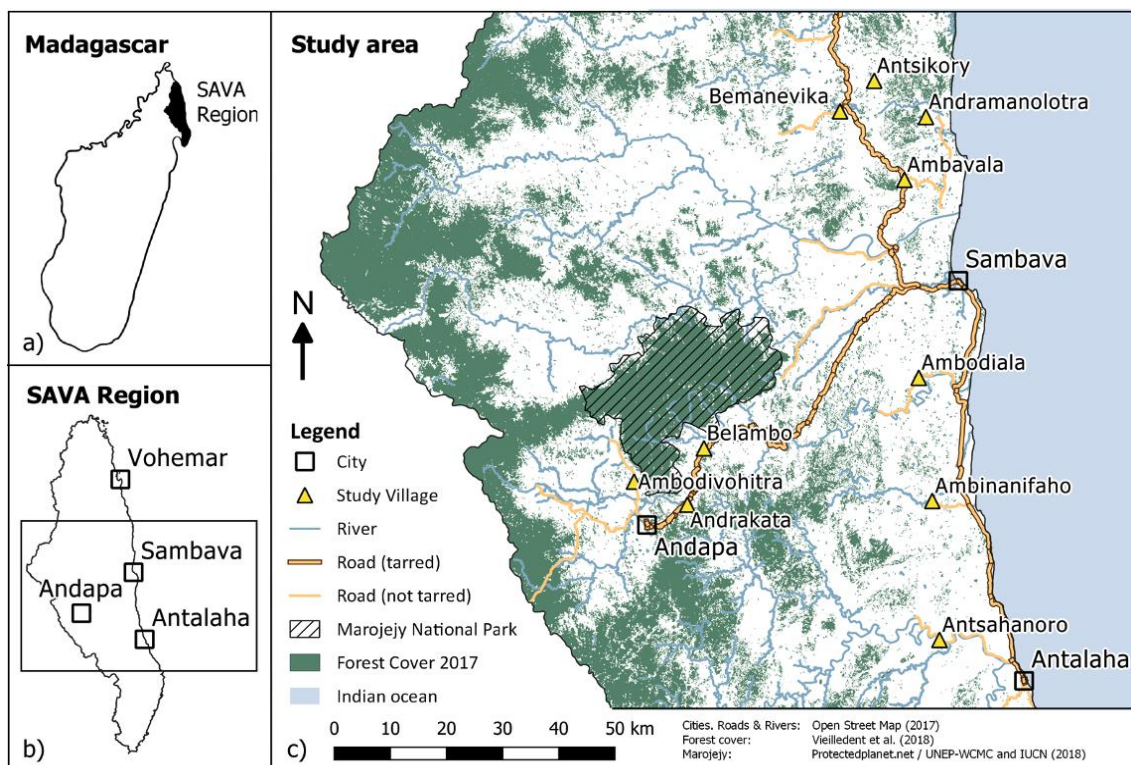 Madagascar
SAVA
Region
a)
SAVA Region
Vohemar
Sambava
Andapa
Antalaha
b)
Study area
Antsikory
Bemanevika
Andramanolotra
Ambavala
Sambava
N
Ambodiala
Belambo
Ambodivohitra
Ambinanifaho
Andrakata
Andapa
Antsahanoro
Antalaha
Legend
City
Study Village
River
Road (tarred)
Road (not tarred)
Marojejy National Park
Forest Cover 2017
Indian ocean
0 10 20 30 40 50 km
c)
Cities. Roads & Rivers: Open Street Map (2017)
Forest cover: Vieilledent et al. (2018)
Marojejy: Protectedplanet.net / UNEP-WCMC and IUCN (2018)